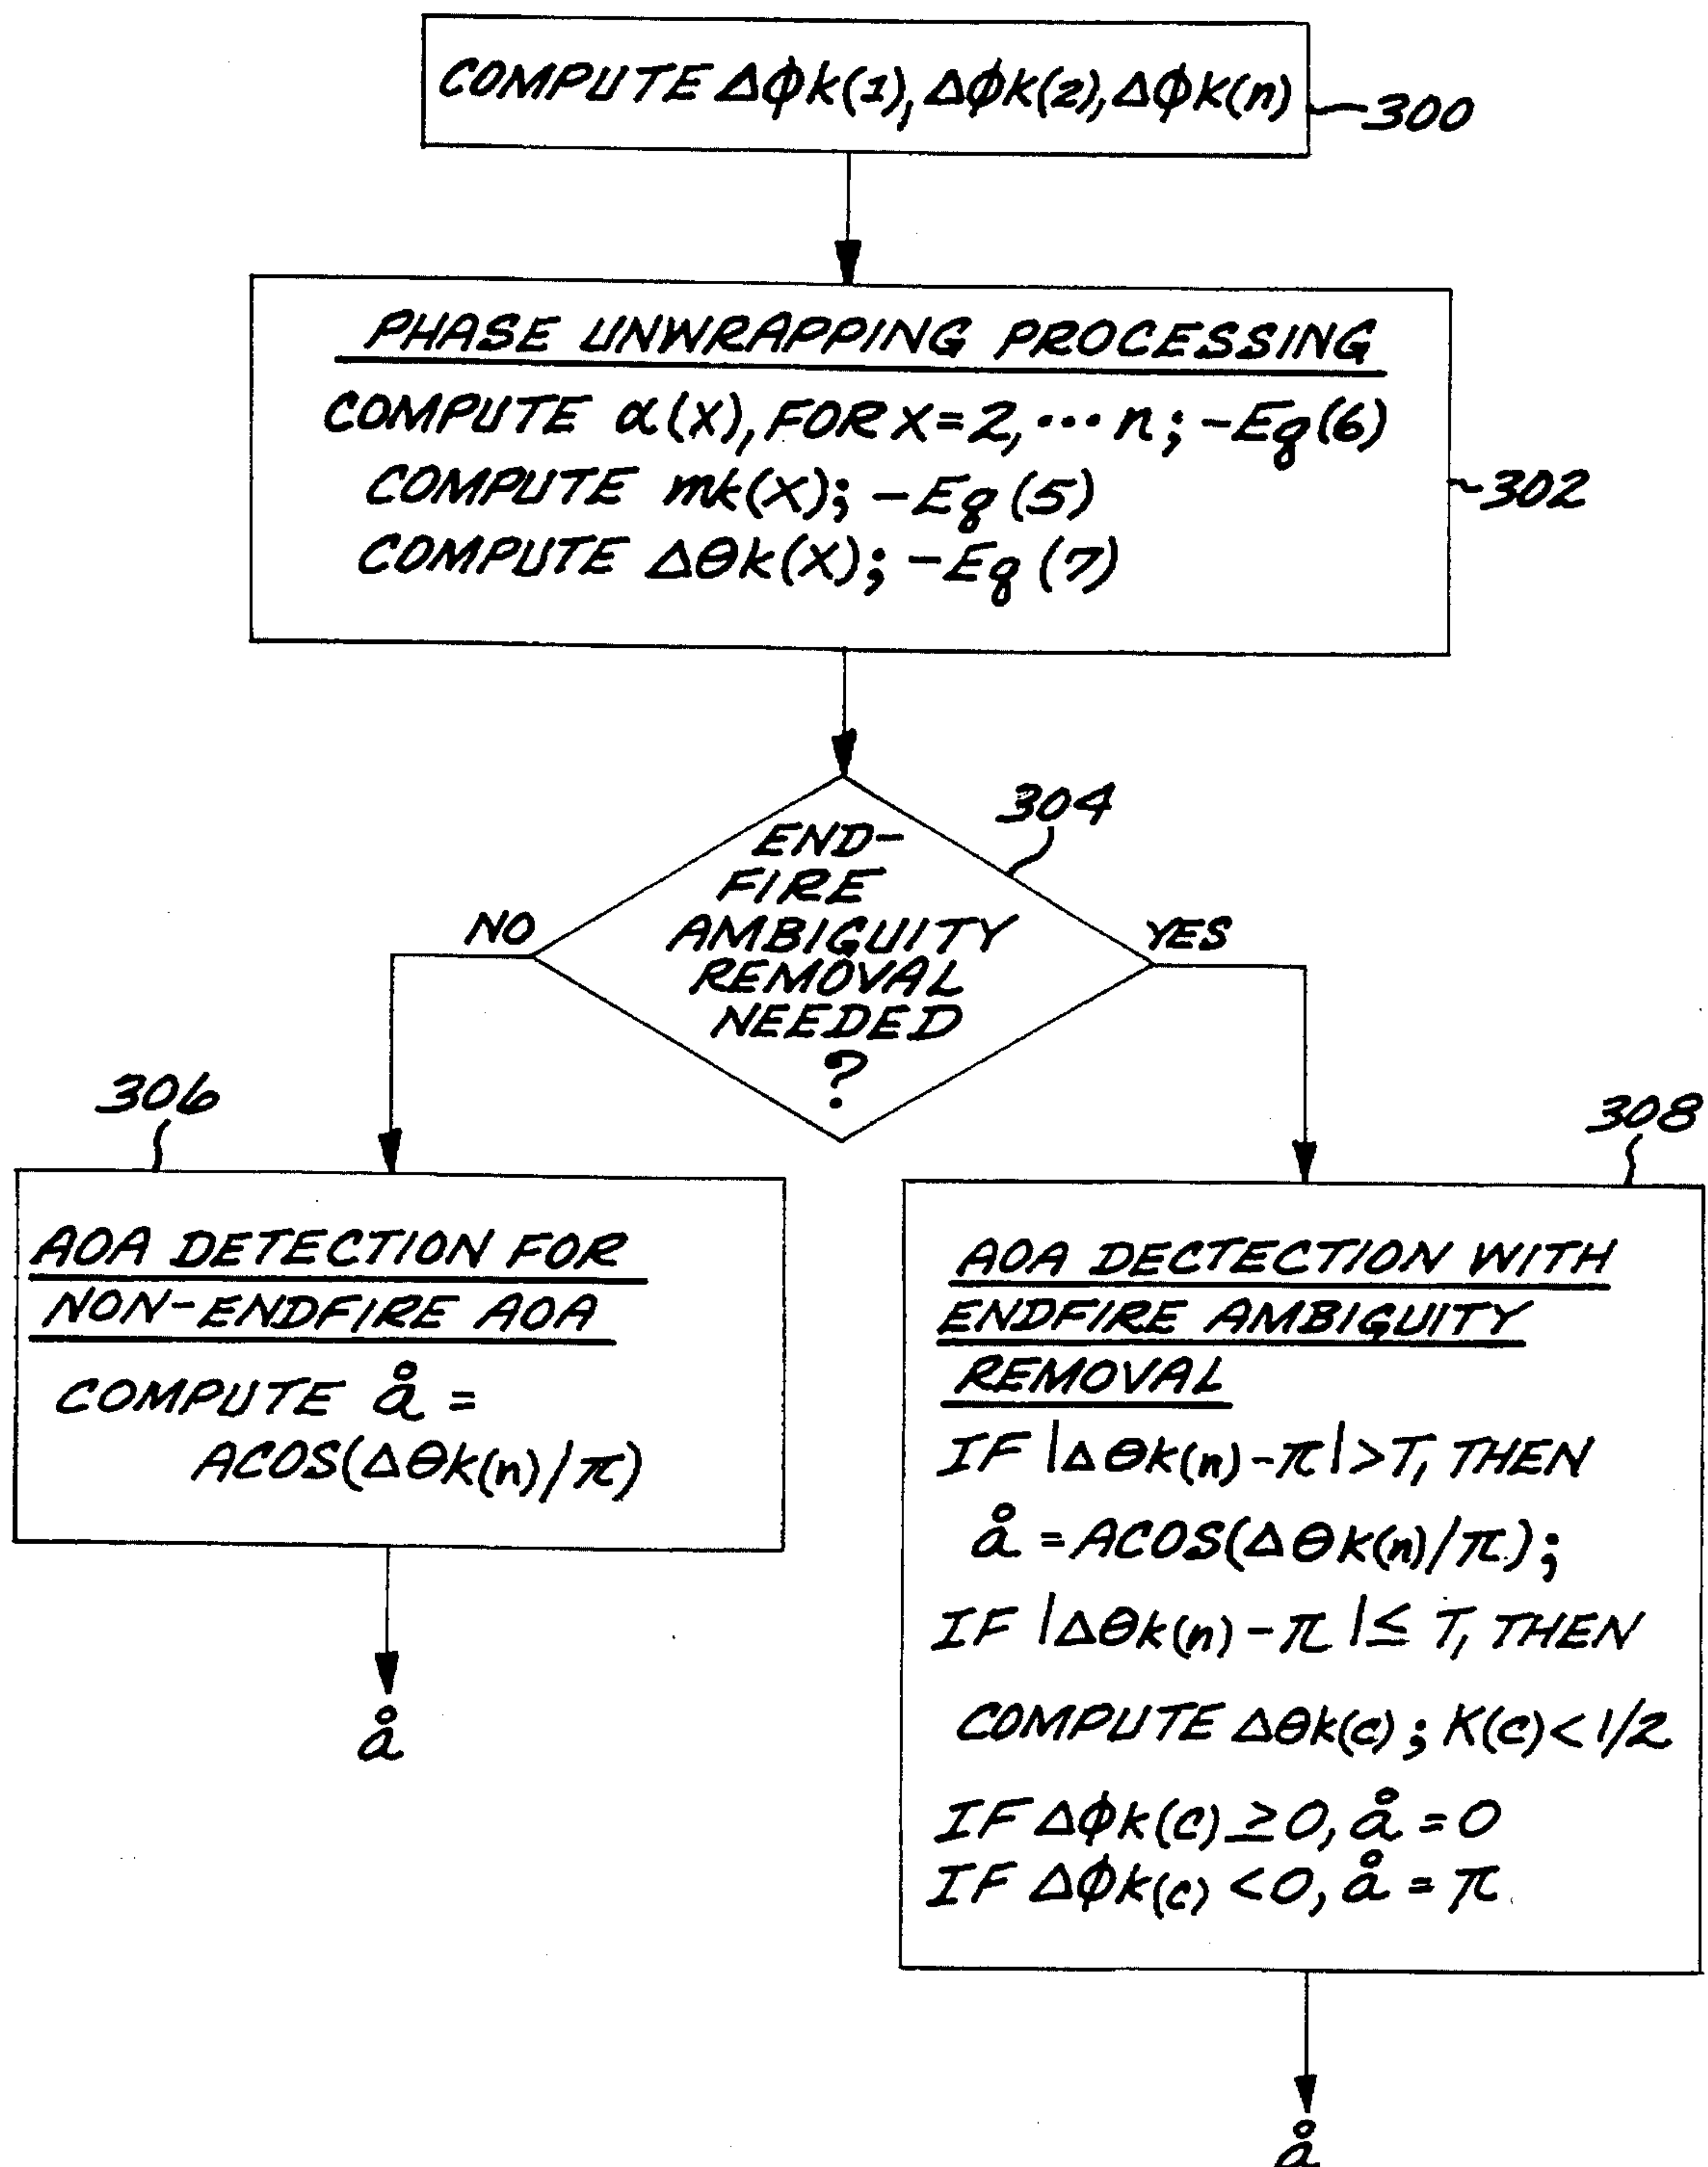 COMPUTE Δϕk(1), Δϕk(2), Δϕk(n)
300
PHASE UNWRAPPING PROCESSING
COMPUTE α(x), FOR x = 2, ··· n; -Eq (6)
COMPUTE mk(x); -Eq (5)
COMPUTE Δθk(x); -Eq (7)
302
304
END-
FIRE
AMBIGUITY
REMOVAL
NEEDED
?
NO
YES
306
AOA DETECTION FOR
NON-ENDFIRE AOA
COMPUTE å =
ACOS(Δθk(n)/π)
å
308
AOA DECTECTION WITH
ENDFIRE AMBIGUITY
REMOVAL
IF |Δθk(n) - π| > T, THEN
å = ACOS(Δθk(n)/π);
IF |Δθk(n) - π| ≤ T, THEN
COMPUTE Δθk(c); K(c) < 1/2
IF Δϕk(c) ≥ 0, å = 0
IF Δϕk(c) < 0, å = π
å